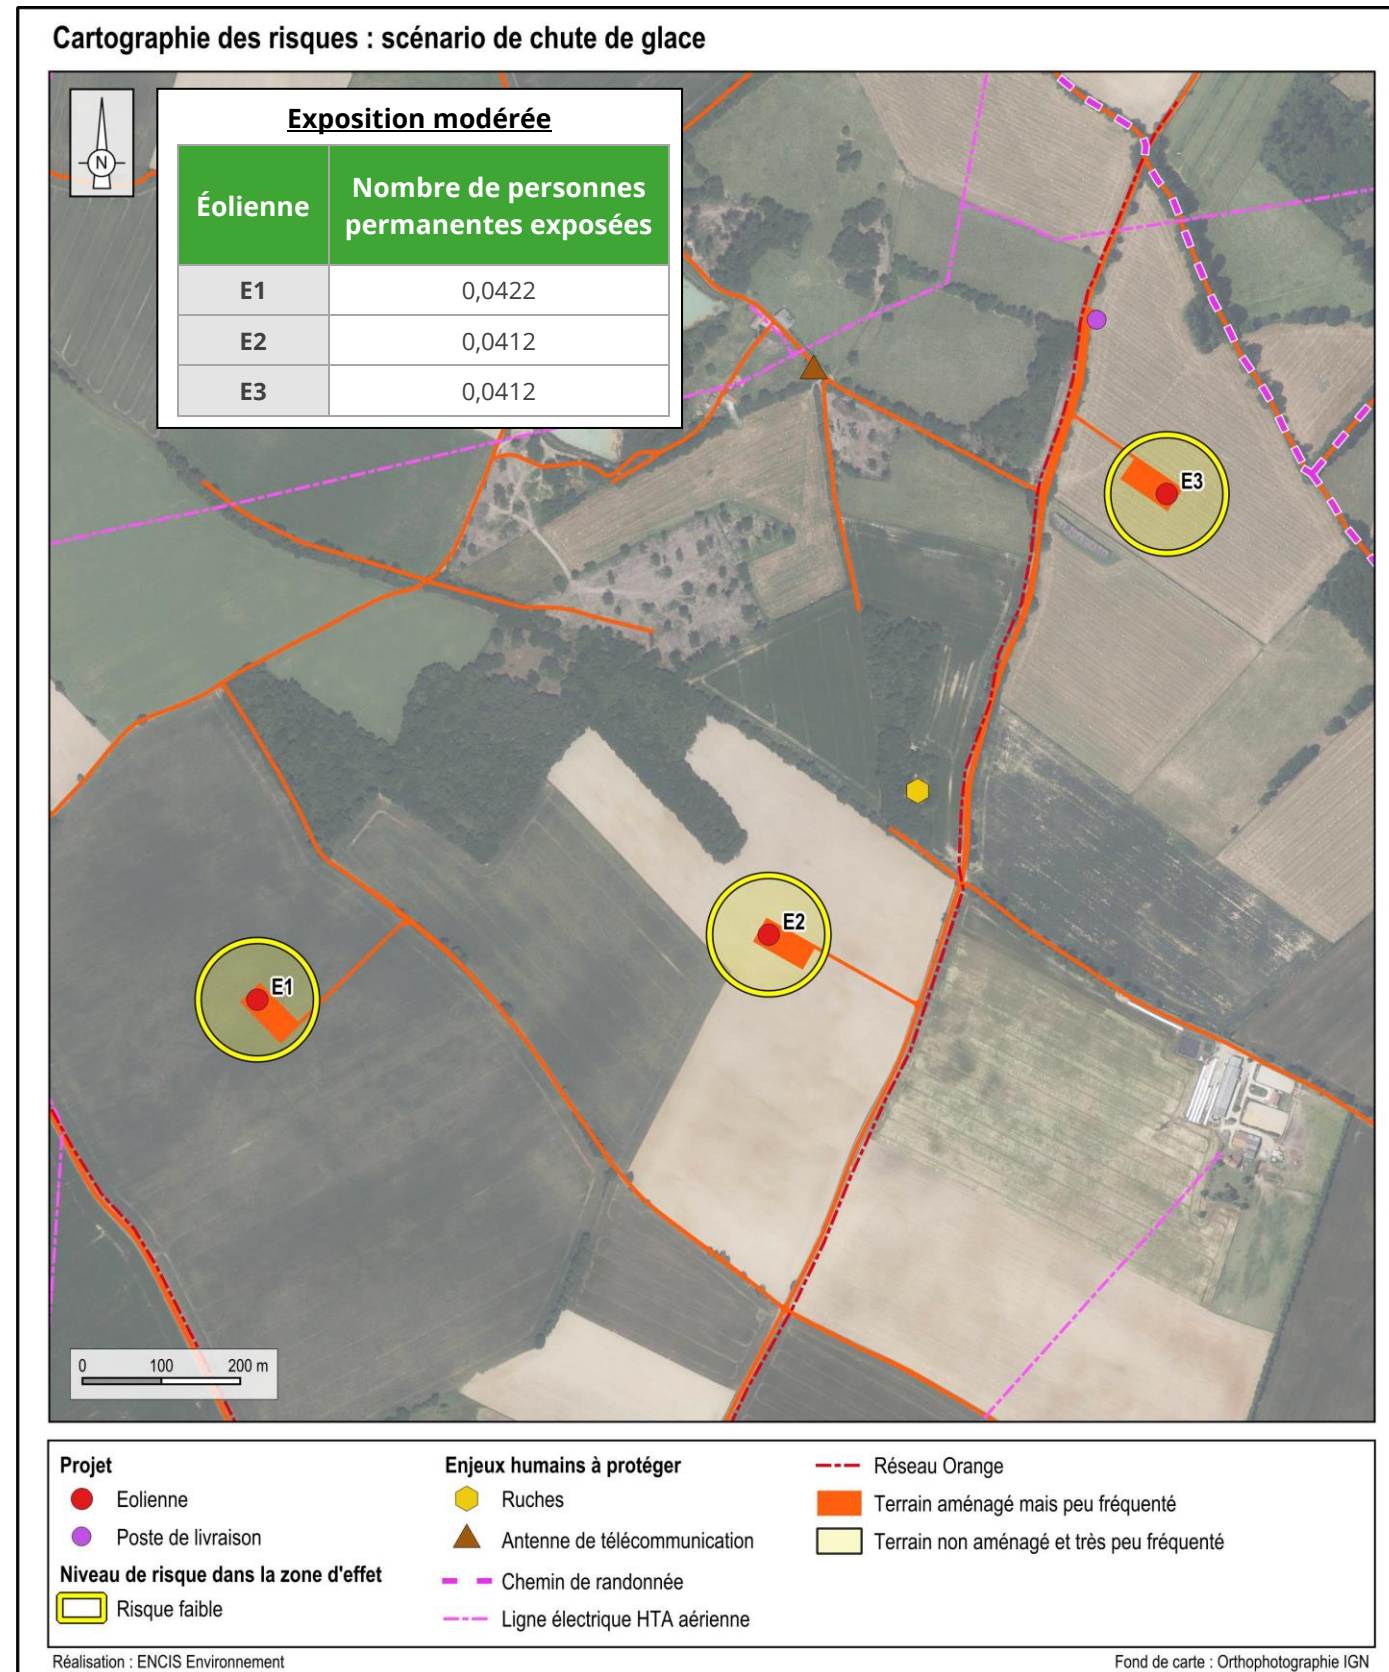 Cartographie des risques : scénario de chute de glace
N
Exposition modérée
Éolienne
Nombre de personnes
permanentes exposées
E1
0,0422
E2
0,0412
E3
0,0412
E3
E2
E1
0 100 200 m
Projet
Eolienne
Poste de livraison
Niveau de risque dans la zone d'effet
Risque faible
Enjeux humains à protéger
Ruches
Antenne de télécommunication
Chemin de randonnée
Ligne électrique HTA aérienne
Réseau Orange
Terrain aménagé mais peu fréquenté
Terrain non aménagé et très peu fréquenté
Réalisation : ENCIS Environnement
Fond de carte : Orthophotographie IGN